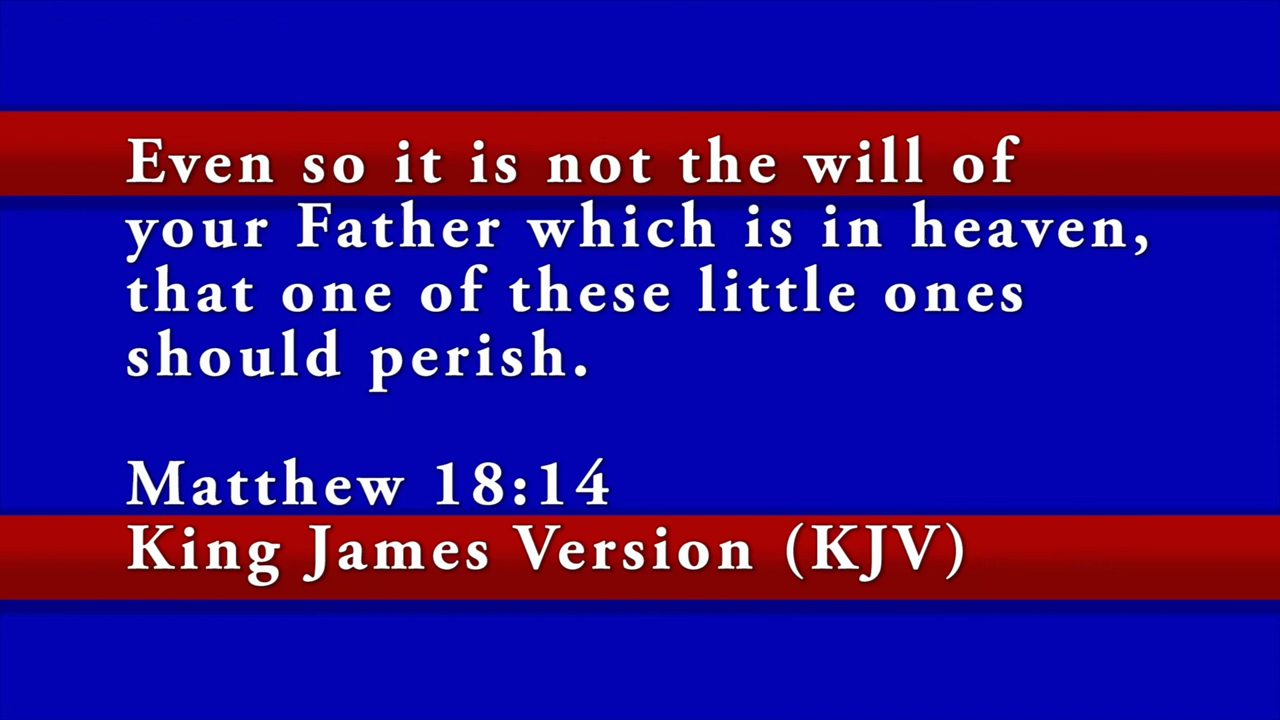 Even so it is not the will of
your Father which is in heaven,
that one of these little ones
should perish.
Matthew 18:14
King James Version (KJV)